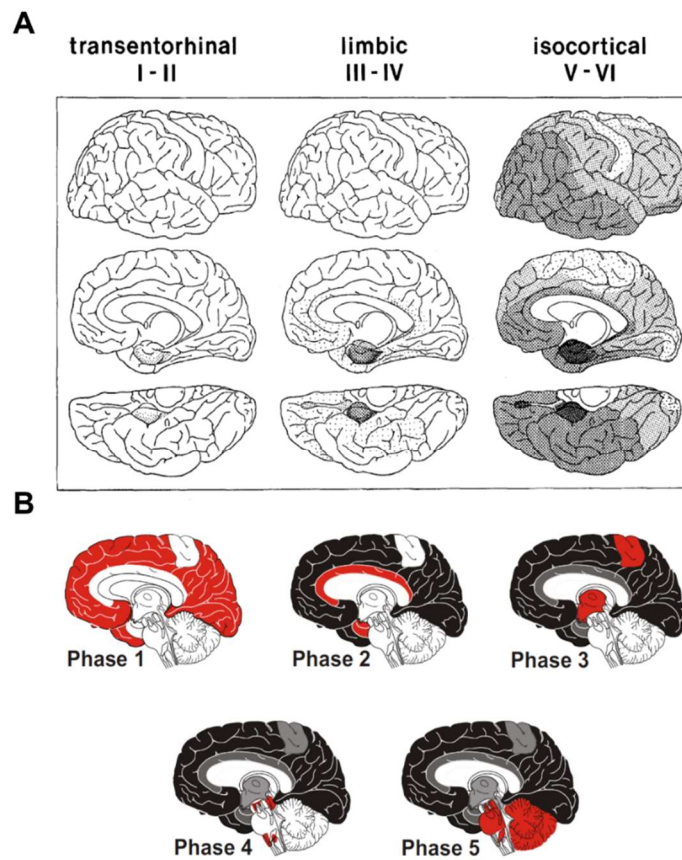 A
transentorhinal limbic isocortical
I - II III - IV V - VI
B
Phase 1 Phase 2 Phase 3
Phase 4 Phase 5